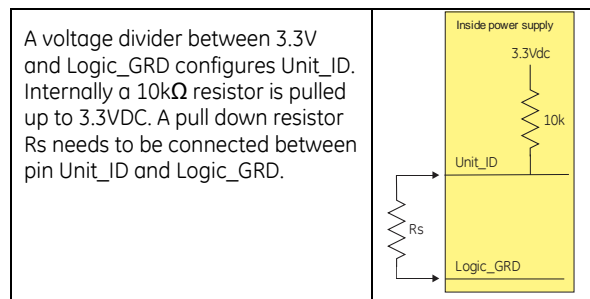 A voltage divider between 3.3V
and Logic_GRD configures Unit_ID.
Internally a 10kΩ resistor is pulled
up to 3.3VDC. A pull down resistor
Rs needs to be connected between
pin Unit_ID and Logic_GRD.
Inside power supply
3.3Vdc
10k
Unit_ID
Rs
Logic_GRD